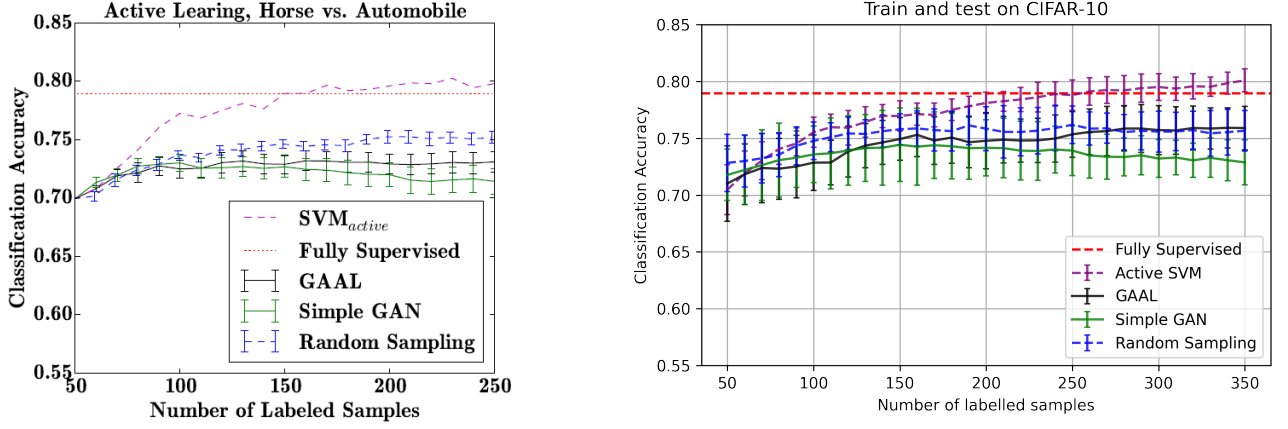 Active Learing, Horse vs. Automobile
0.85
0.80
0.75
0.70
0.65
0.60
0.55
Classification Accuracy
SVM_active
Fully Supervised
GAAL
Simple GAN
Random Sampling
50 100 150 200 250
Number of Labeled Samples
Train and test on CIFAR-10
0.85
0.80
0.75
0.70
0.65
0.60
0.55
Classification Accuracy
Fully Supervised
Active SVM
GAAL
Simple GAN
Random Sampling
50 100 150 200 250 300 350
Number of labelled samples